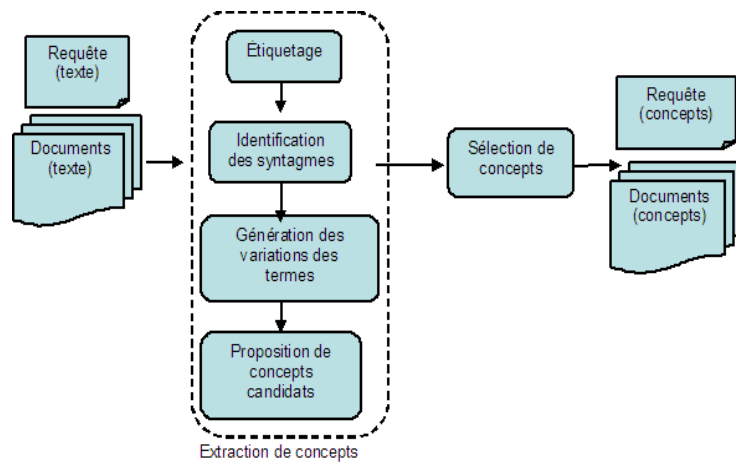 Requête
(texte)
Documents
(texte)
Étiquetage
Identification
des syntagmes
Génération des
variations des
termes
Proposition de
concepts
candidats
Extraction de concepts
Sélection de
concepts
Requête
(concepts)
Documents
(concepts)